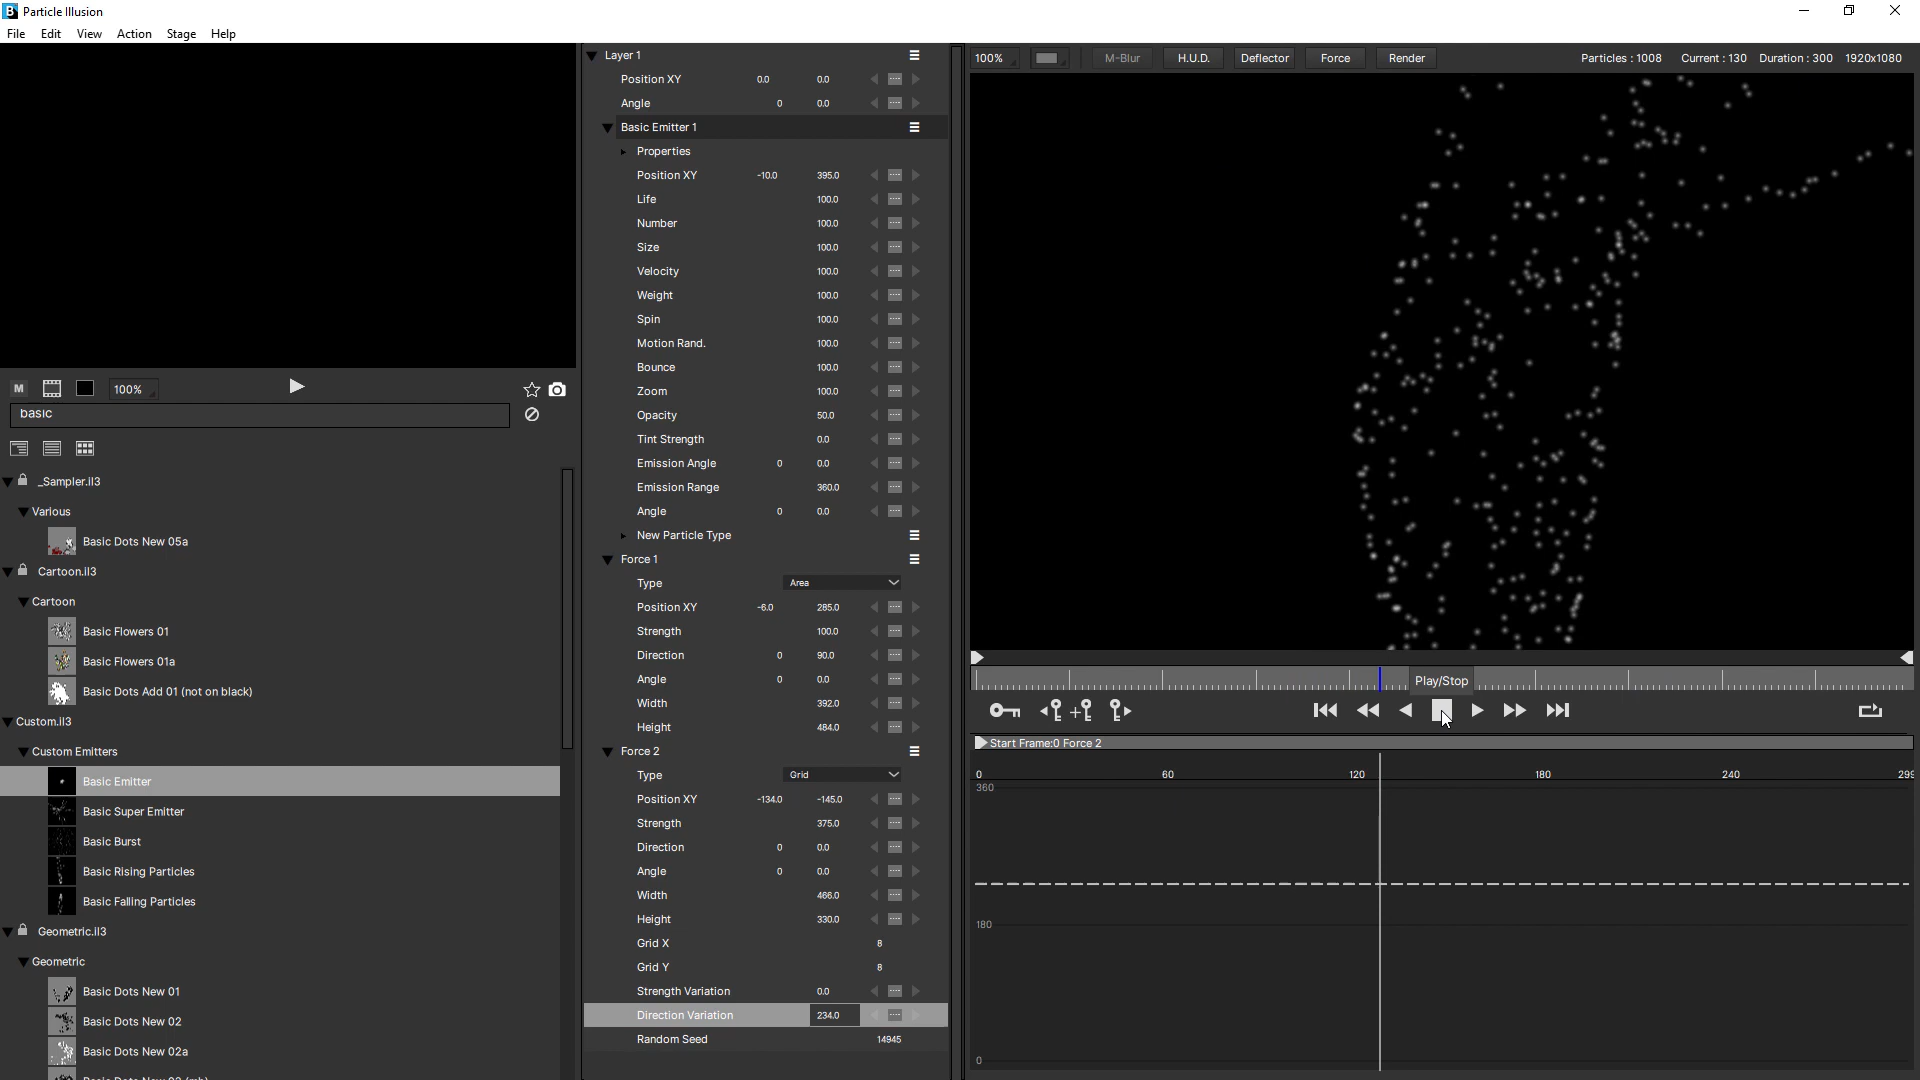 Particle Illusion
File Edit View Action Stage Help
M 100%
basic
_Sampler.il3
Various
Basic Dots New 05a
Cartoon.il3
Cartoon
Basic Flowers 01
Basic Flowers 01a
Basic Dots Add 01 (not on black)
Custom.il3
Custom Emitters
Basic Emitter
Basic Super Emitter
Basic Burst
Basic Rising Particles
Basic Falling Particles
Geometric.il3
Geometric
Basic Dots New 01
Basic Dots New 02
Basic Dots New 02a
Layer 1
Position XY 0.0 0.0
Angle 0 0.0
Basic Emitter 1
Properties
Position XY -10.0 395.0
Life 100.0
Number 100.0
Size 100.0
Velocity 100.0
Weight 100.0
Spin 100.0
Motion Rand. 100.0
Bounce 100.0
Zoom 100.0
Opacity 50.0
Tint Strength 0.0
Emission Angle 0 0.0
Emission Range 360.0
Angle 0 0.0
New Particle Type
Force 1
Type Area
Position XY -6.0 285.0
Strength 100.0
Direction 0 90.0
Angle 0 0.0
Width 392.0
Height 484.0
Force 2
Type Grid
Position XY -134.0 -145.0
Strength 375.0
Direction 0 0.0
Angle 0 0.0
Width 466.0
Height 330.0
Grid X 8
Grid Y 8
Strength Variation 0.0
Direction Variation 234.0
Random Seed 14945
100% M-Blur H.U.D. Deflector Force Render Particles : 1008 Current : 130 Duration : 300 1920x1080
Play/Stop
Start Frame:0 Force 2
0 60 120 180 240 299
360
180
0